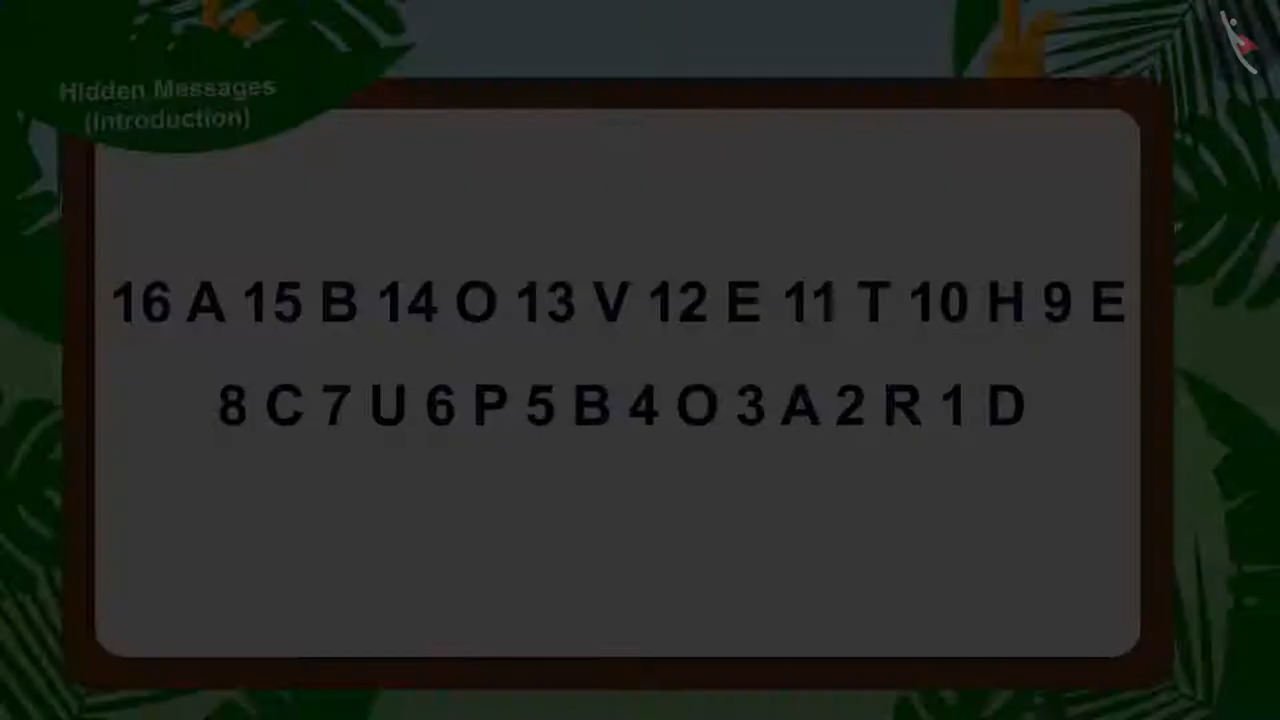 Hidden Messages
(Introduction)
16 A 15 B 14 O 13 V 12 E 11 T 10 H 9 E
8 C 7 U 6 P 5 B 4 O 3 A 2 R 1 D